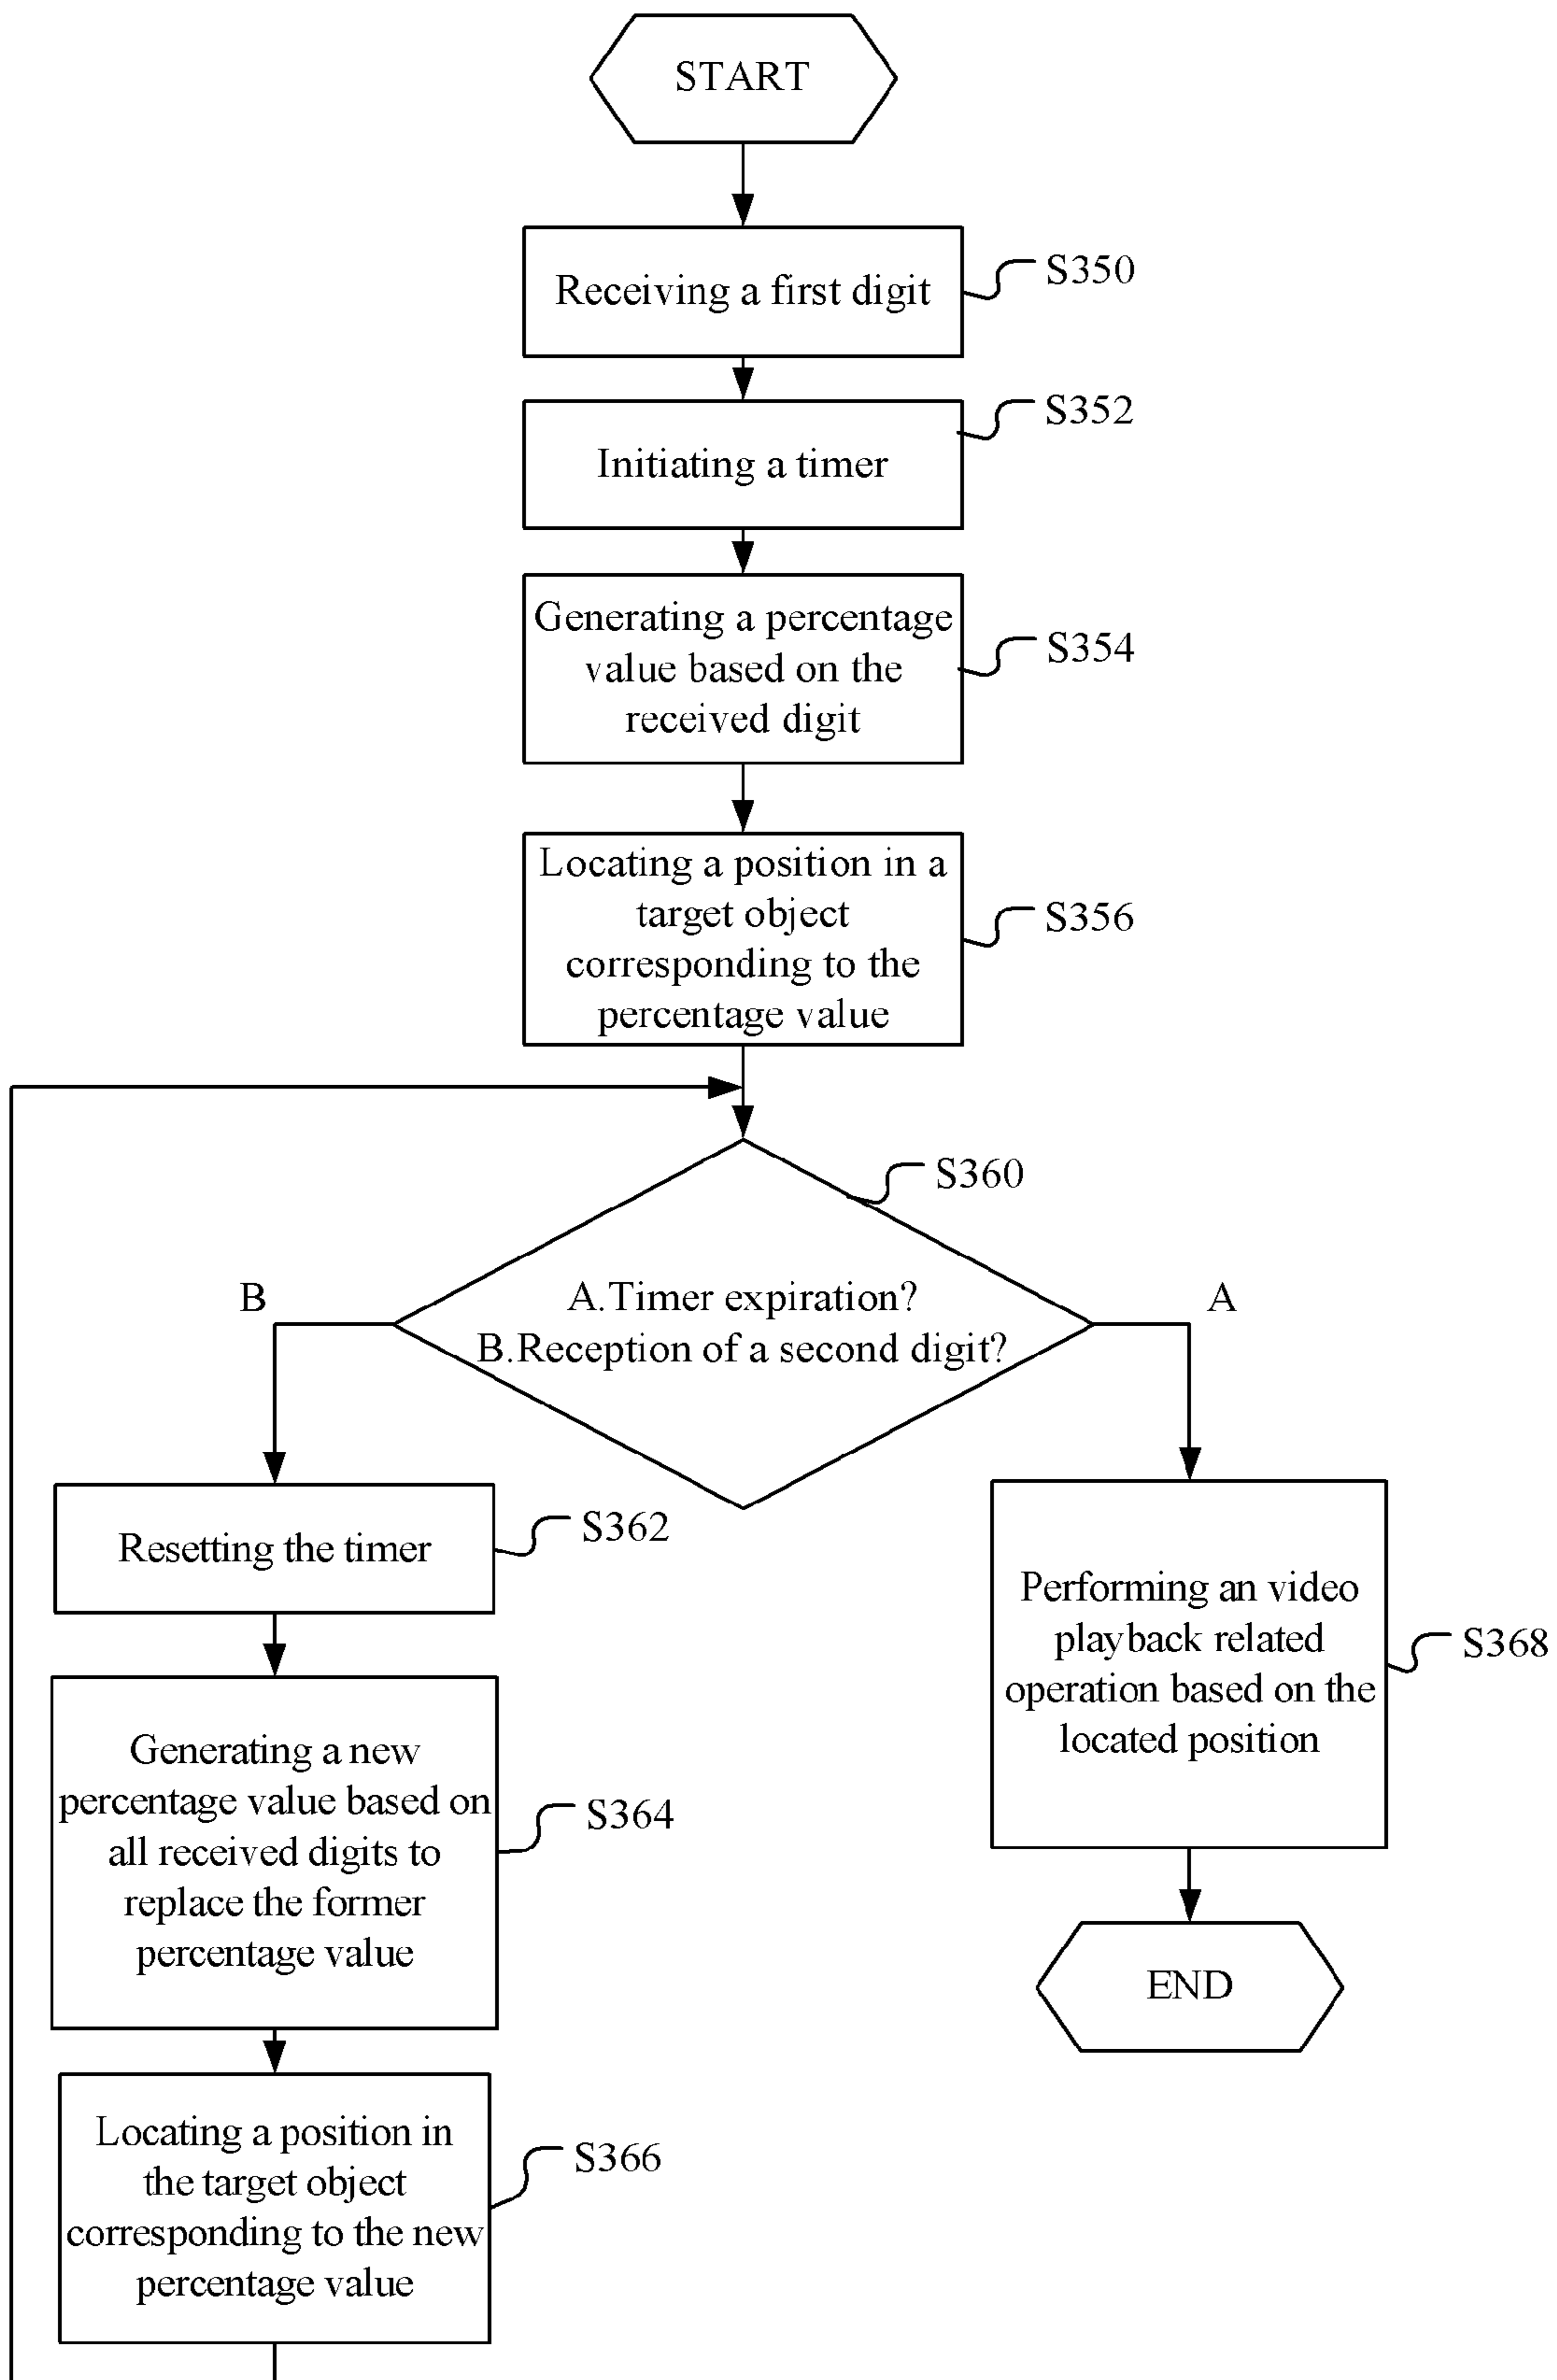 START
Receiving a first digit
S350
Initiating a timer
S352
Generating a percentage
value based on the
received digit
S354
Locating a position in a
target object
corresponding to the
percentage value
S356
S360
A.Timer expiration?
B.Reception of a second digit?
B
A
Resetting the timer
S362
Generating a new
percentage value based on
all received digits to
replace the former
percentage value
S364
Locating a position in
the target object
corresponding to the new
percentage value
S366
Performing an video
playback related
operation based on the
located position
S368
END